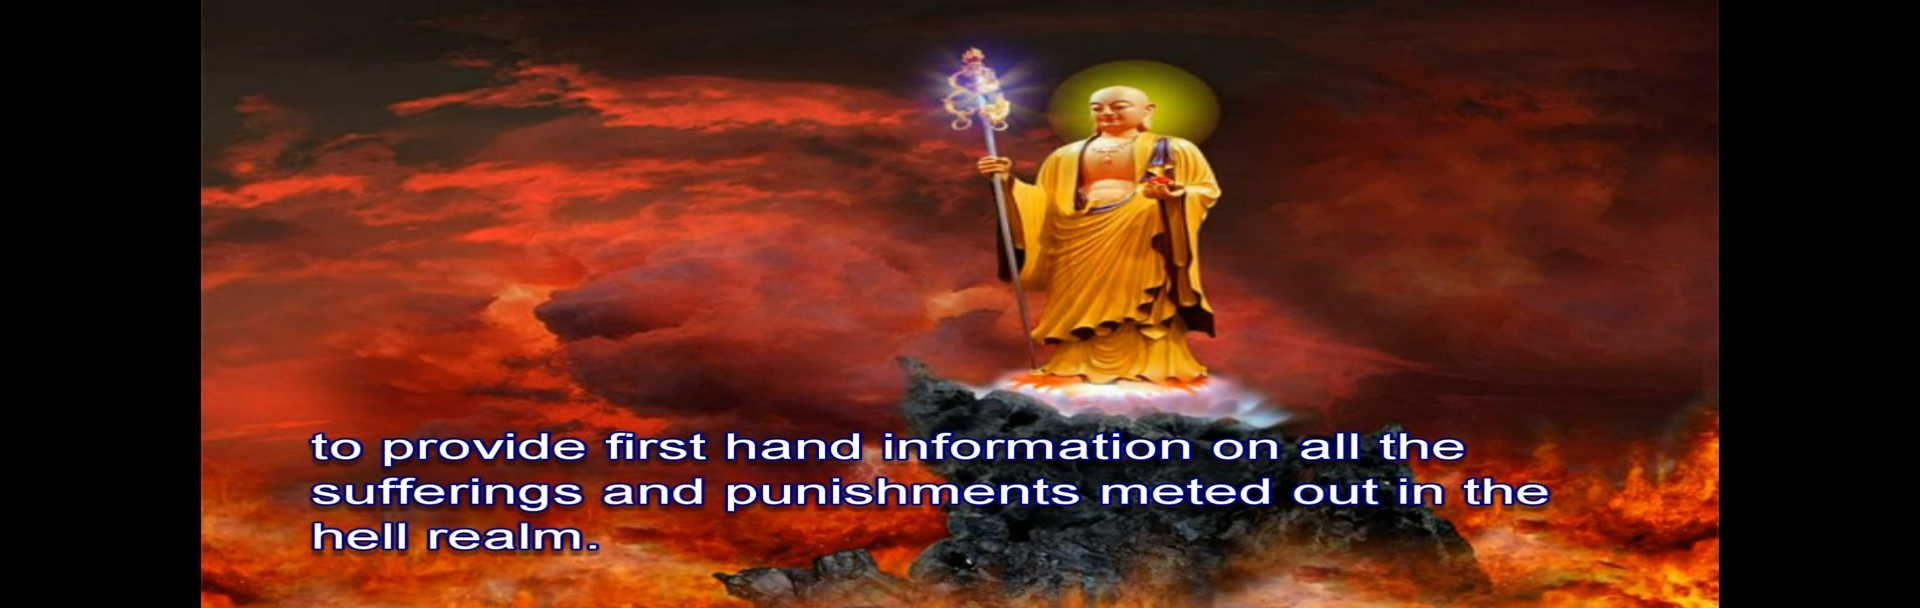 to provide first hand information on all the
sufferings and punishments meted out in the
hell realm.